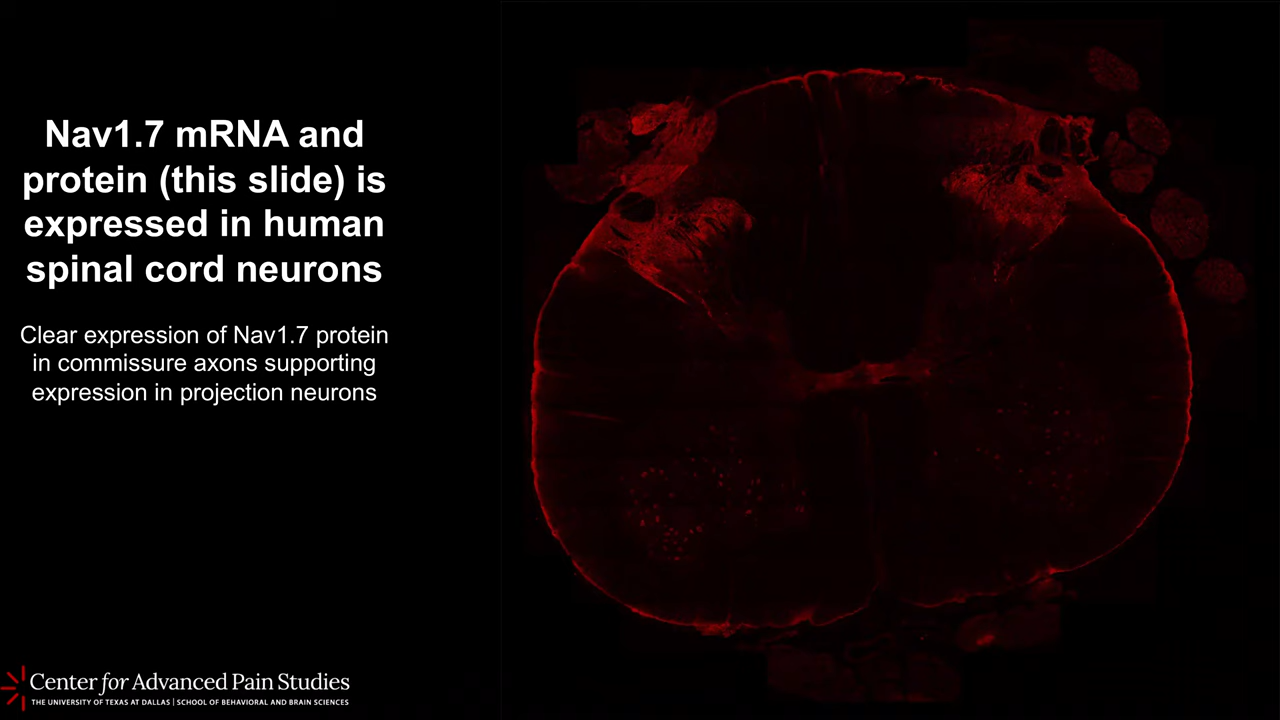 Nav1.7 mRNA and
protein (this slide) is
expressed in human
spinal cord neurons
Clear expression of Nav1.7 protein
in commissure axons supporting
expression in projection neurons
Center for Advanced Pain Studies
THE UNIVERSITY OF TEXAS AT DALLAS | SCHOOL OF BEHAVIORAL AND BRAIN SCIENCES